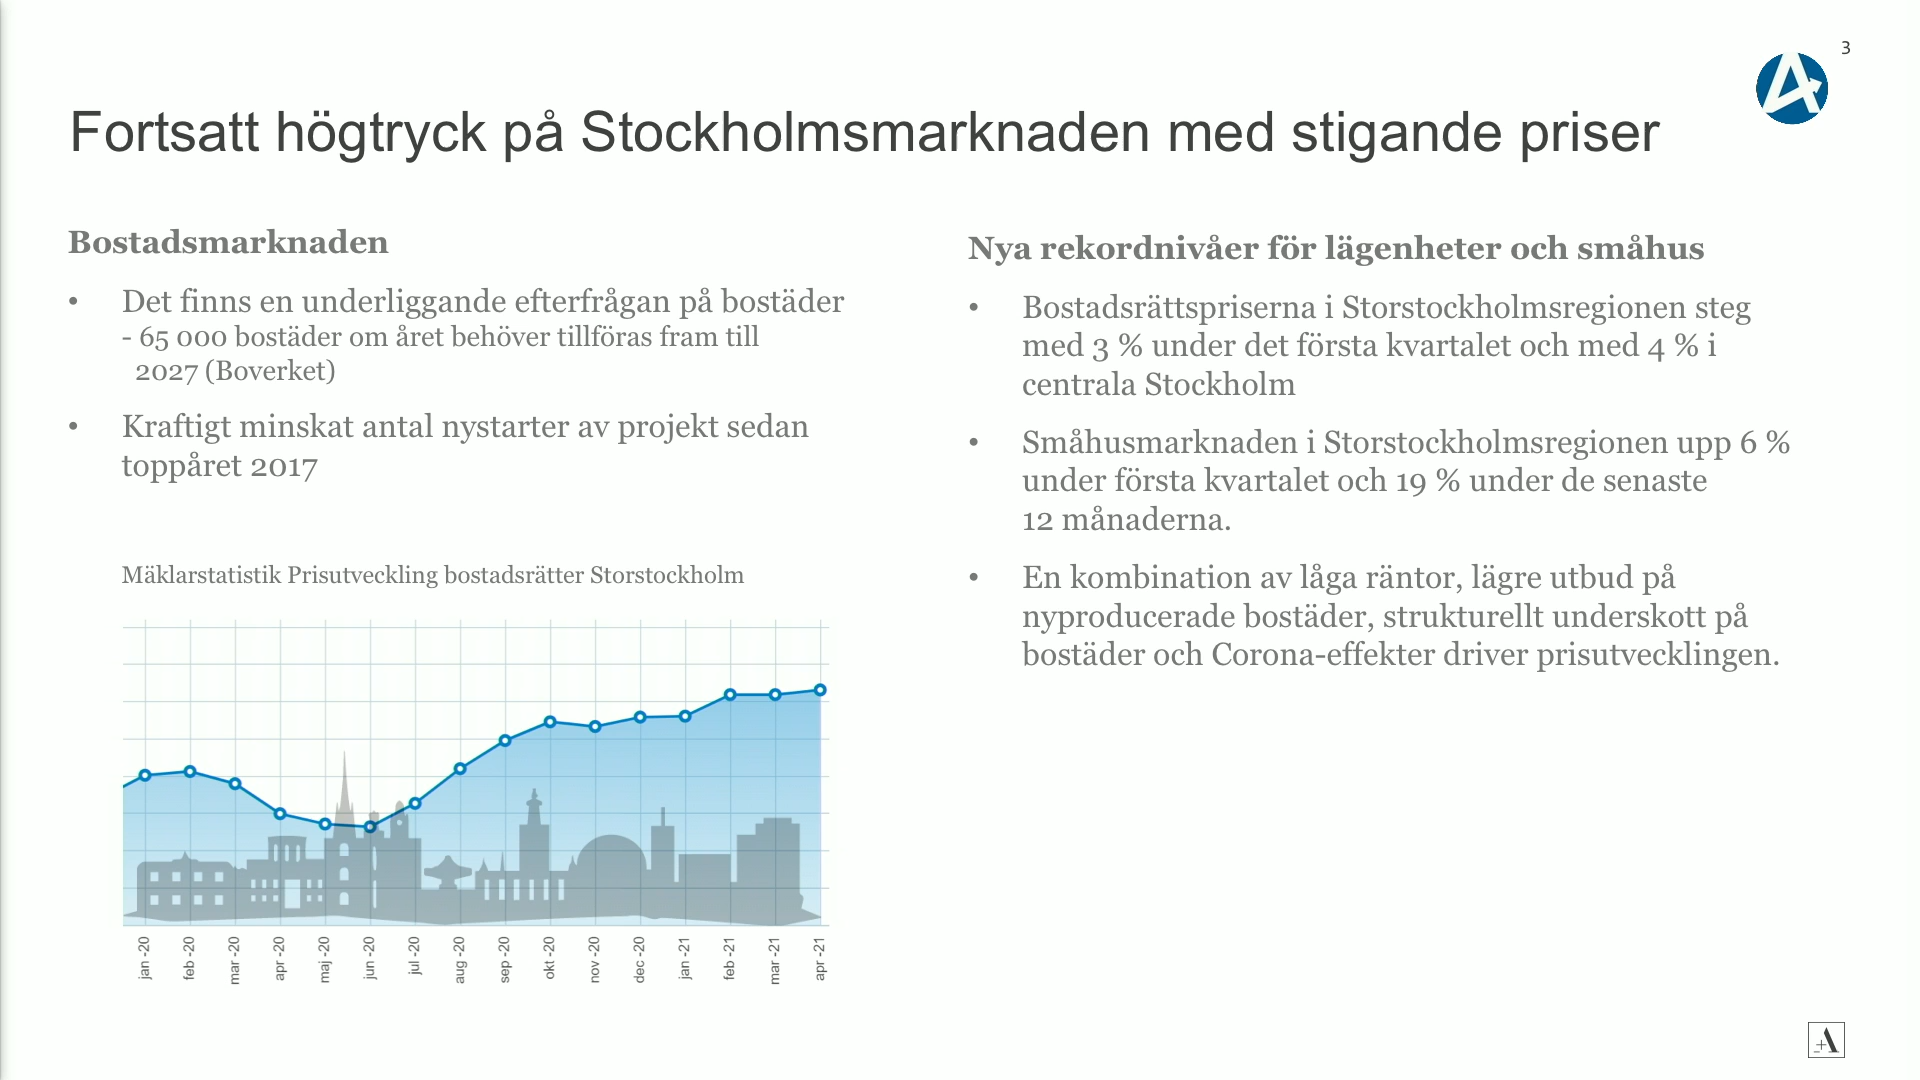 3
Fortsatt högtryck på Stockholmsmarknaden med stigande priser
Bostadsmarknaden
• Det finns en underliggande efterfrågan på bostäder
- 65 000 bostäder om året behöver tillföras fram till
2027 (Boverket)
• Kraftigt minskat antal nystarter av projekt sedan
toppåret 2017
Mäklarstatistik Prisutveckling bostadsrätter Storstockholm
jan -20
feb -20
mar -20
apr -20
maj -20
jun -20
jul -20
aug -20
sep -20
okt -20
nov -20
dec -20
jan -21
feb -21
mar -21
apr -21
Nya rekordnivåer för lägenheter och småhus
• Bostadsrättspriserna i Storstockholmsregionen steg
med 3 % under det första kvartalet och med 4 % i
centrala Stockholm
• Småhusmarknaden i Storstockholmsregionen upp 6 %
under första kvartalet och 19 % under de senaste
12 månaderna.
• En kombination av låga räntor, lägre utbud på
nyproducerade bostäder, strukturellt underskott på
bostäder och Corona-effekter driver prisutvecklingen.